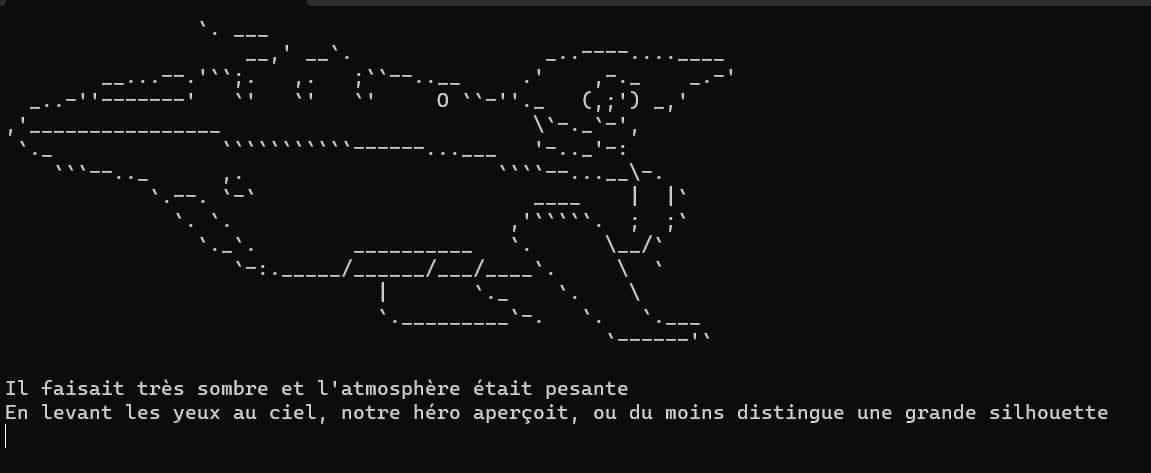 Il faisait très sombre et l'atmosphère était pesante
En levant les yeux au ciel, notre héro aperçoit, ou du moins distingue une grande silhouette